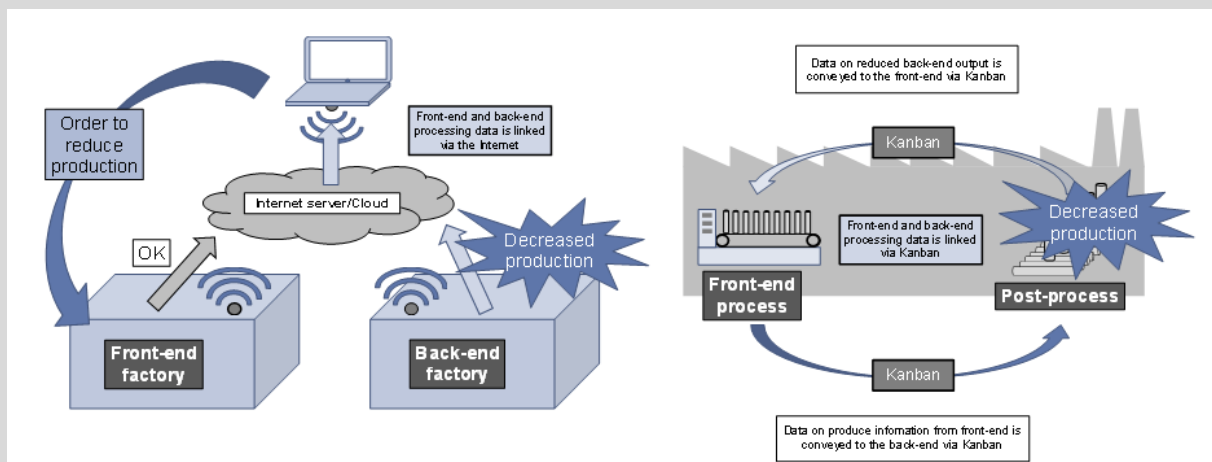 Order to
reduce
production
Front-end and back-end
processing data is linked
via the Internet
Internet server/Cloud
OK
Decreased
production
Front-end
factory
Back-end
factory
Data on reduced back-end output is
conveyed to the front-end via Kanban
Kanban
Front-end and back-end
processing data is linked
via Kanban
Decreased
production
Front-end
process
Post-process
Kanban
Data on produce infomation from front-end is
conveyed to the back-end via Kanban